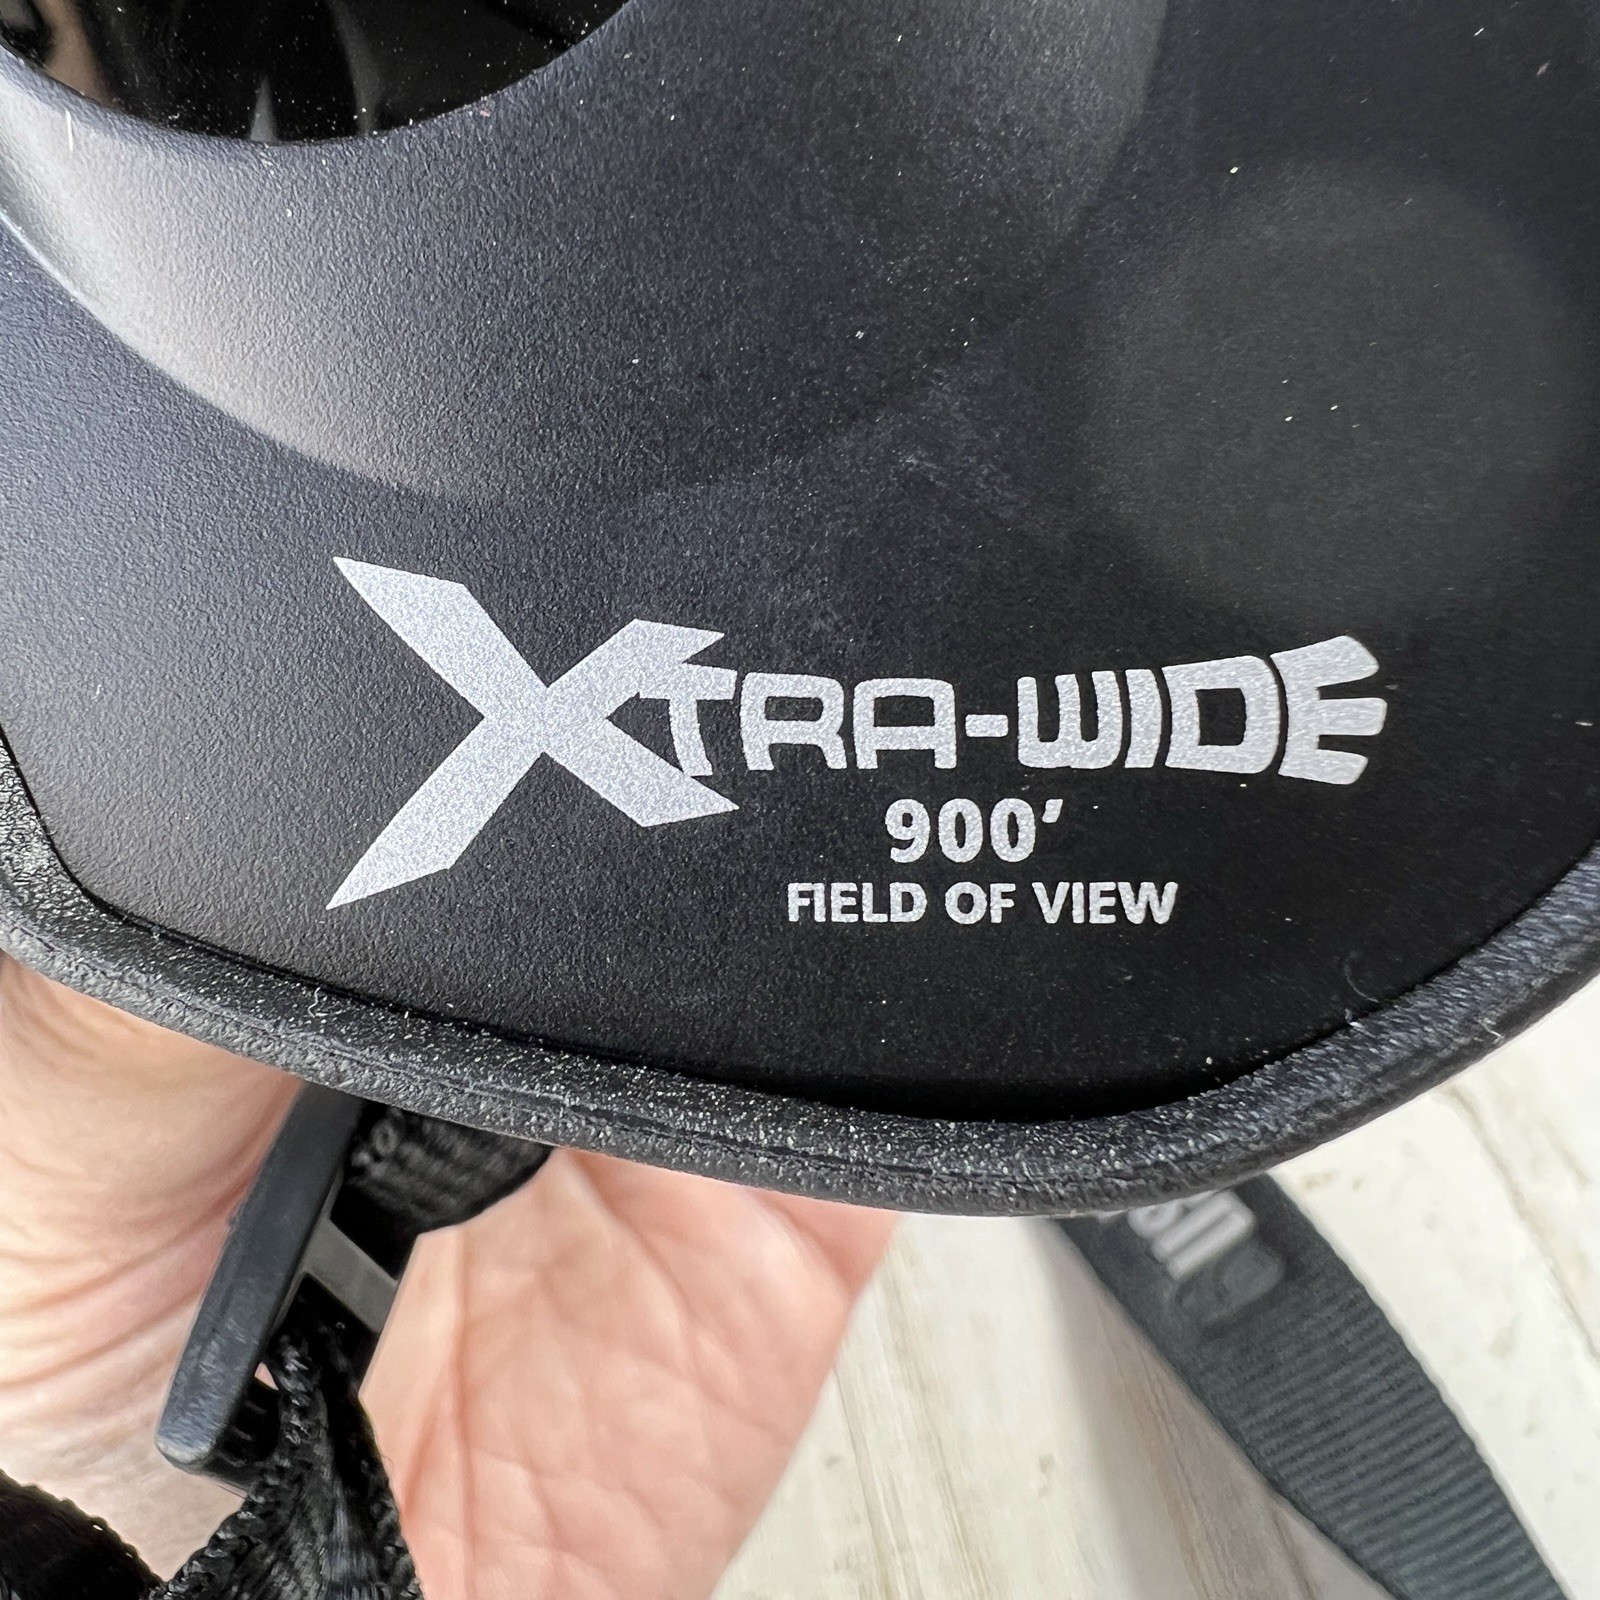 XTRA-WIDE
900'
FIELD OF VIEW